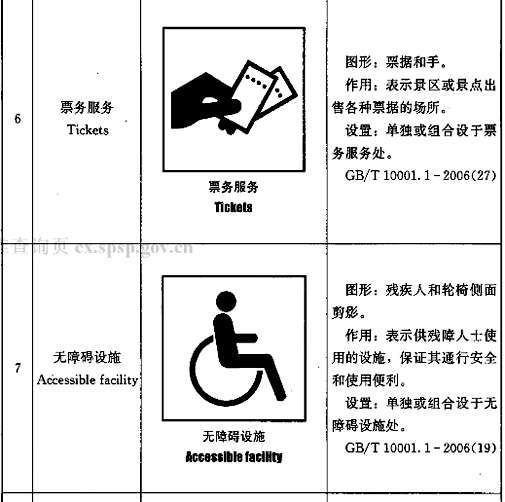 6
票务服务
Tickets
票务服务
Tickets
图形：票据和手。
作用：表示景区或景点出
售各种票据的场所。
设置：单独或组合设于票
务服务处。
GB/T 10001.1-2006(27)
查询页 cx.spsp.gov.cn
7
无障碍设施
Accessible facility
无障碍设施
Accessible facility
图形：残疾人和轮椅侧面
剪影。
作用：表示供残障人士使
用的设施，保证其通行安全
和使用便利。
设置：单独或组合设于无
障碍设施处。
GB/T 10001.1-2006(19)